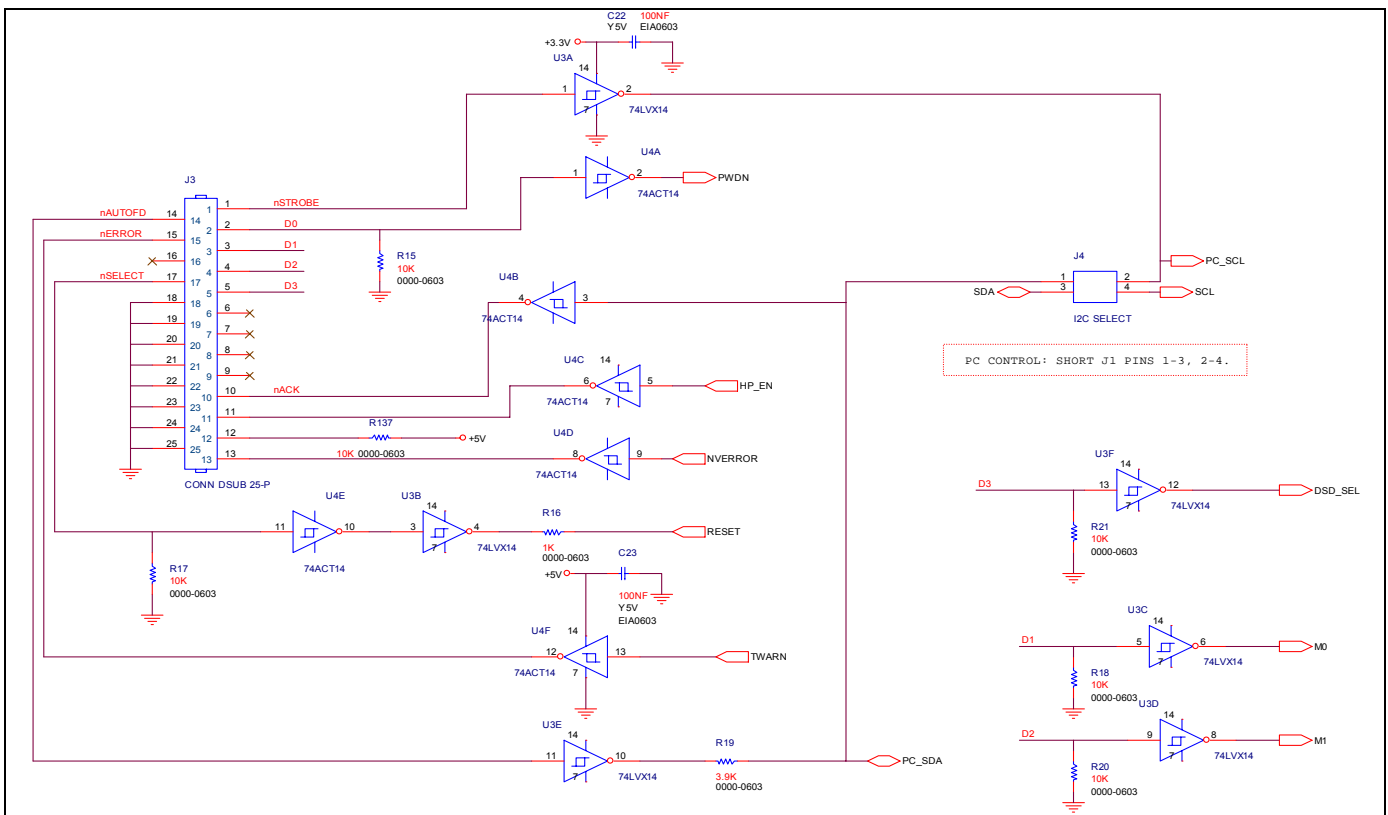 C22 100NF
Y5V EIA0603
+3.3V
U3A
14
1 2
7 74LVX14
U4A
1 2 PWDN
74ACT14
J3
nSTROBE
nAUTOFD 14 14 1 1
D0
nERROR 15 15 2 2
D1
16 16 3 3
D2
nSELECT 17 17 4 4
D3
18 18 5 5
19 19 6 6
20 20 7 7
21 21 8 8
22 22 9 9
23 23 10 10 nACK
24 24 11 11
25 25 12 12
13 13
CONN DSUB 25-P
R15
10K
0000-0603
U4B
4 3
74ACT14
J4
1 2 PC_SCL
SDA 3 4 SCL
I2C SELECT
PC CONTROL: SHORT J1 PINS 1-3, 2-4.
U4C 14
6 5 HP_EN
74ACT14 7
R137
+5V
10K 0000-0603
U4D
8 9 NVERROR
74ACT14
U4E U3B
14
11 10 3 4
7 74LVX14
74ACT14
R16
1K
0000-0603
RESET
R17
10K
0000-0603
C23
+5V
100NF
Y5V
EIA0603
U4F 14
12 13 TWARN
74ACT14 7
U3E
14
11 10
7 74LVX14
R19
3.9K
0000-0603
PC_SDA
U3F
14
D3 13 12 DSD_SEL
7 74LVX14
R21
10K
0000-0603
U3C
14
D1 5 6 M0
7 74LVX14
R18
10K
0000-0603
U3D
14
D2 9 8 M1
7 74LVX14
R20
10K
0000-0603